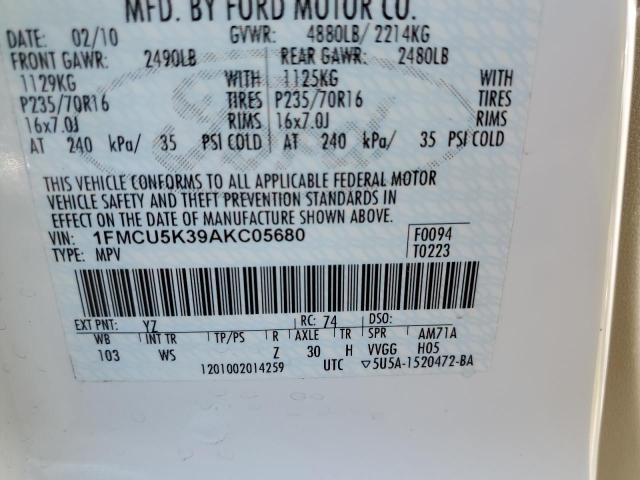 MFD. BY FORD MOTOR CO.
DATE: 02/10 GVWR: 4880LB/ 2214KG
FRONT GAWR: 2490LB REAR GAWR: 2480LB
1129KG WITH 1125KG WITH
P235/70R16 TIRES P235/70R16 TIRES
16x7.0J RIMS 16x7.0J RIMS
AT 240 kPa/ 35 PSI COLD AT 240 kPa/ 35 PSI COLD
THIS VEHICLE CONFORMS TO ALL APPLICABLE FEDERAL MOTOR
VEHICLE SAFETY AND THEFT PREVENTION STANDARDS IN
EFFECT ON THE DATE OF MANUFACTURE SHOWN ABOVE.
VIN: 1FMCU5K39AKC05680 F0094
TYPE: MPV T0223
EXT PNT: YZ RC: 74 DSO:
WB INT TR TP/PS R AXLE TR SPR AM71A
103 WS Z 30 H VVGG H05
1201002014259 UTC ▽5U5A-1520472-BA